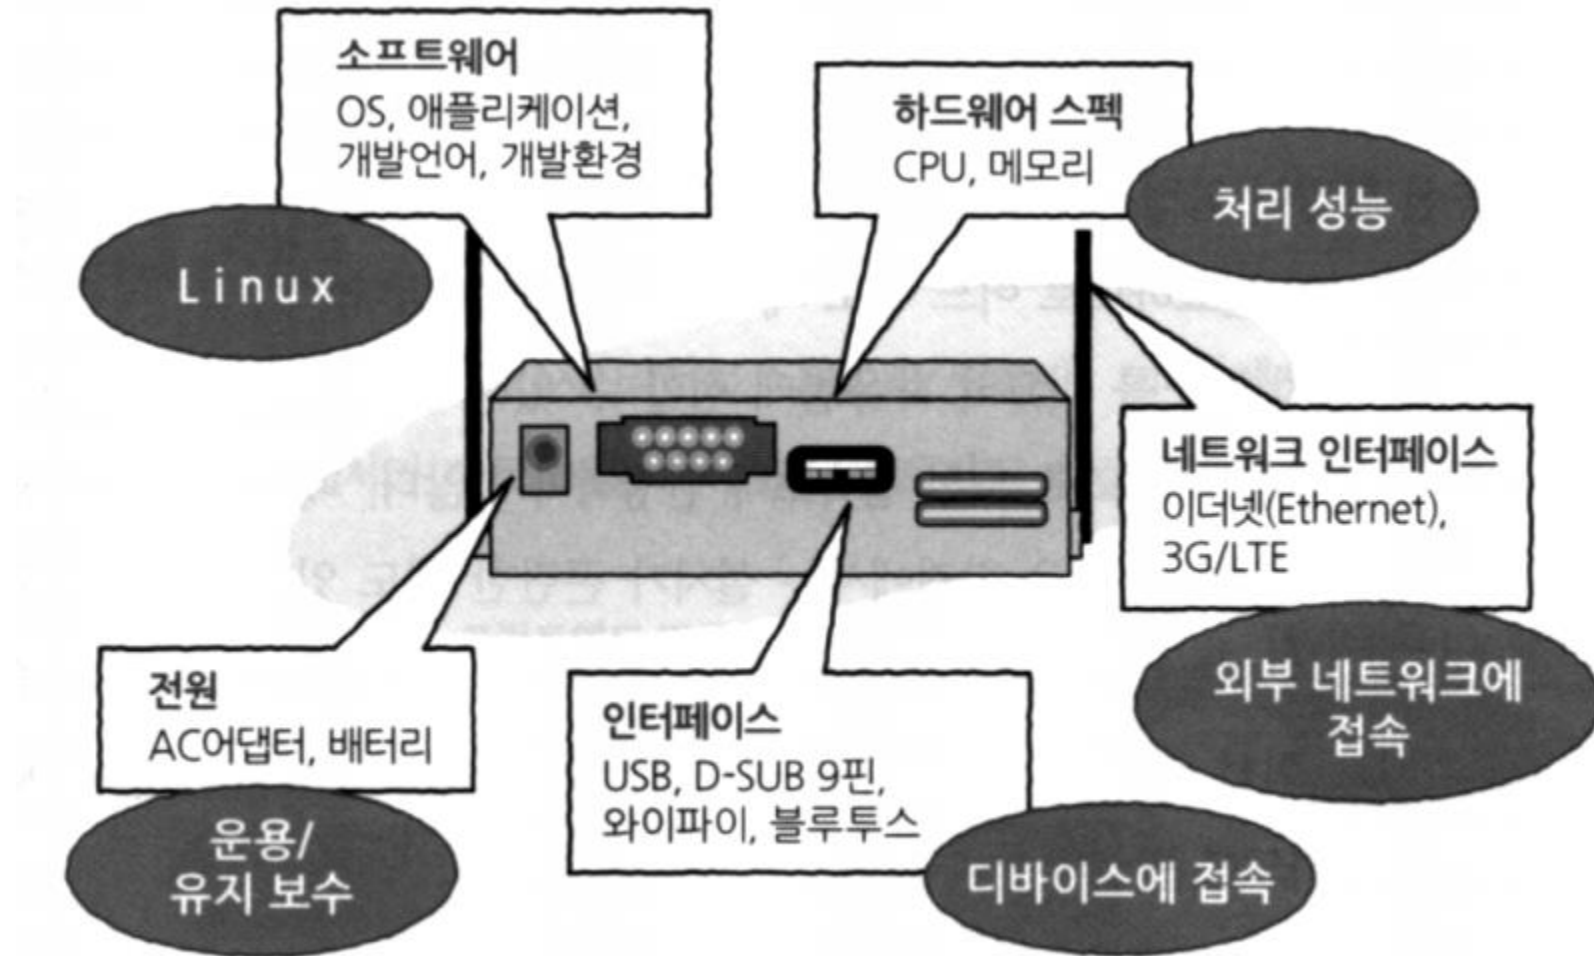 소프트웨어
OS, 애플리케이션,
개발언어, 개발환경
Linux
하드웨어 스펙
CPU, 메모리
처리 성능
네트워크 인터페이스
이더넷(Ethernet),
3G/LTE
외부 네트워크에
접속
전원
AC어댑터, 배터리
운용/
유지 보수
인터페이스
USB, D-SUB 9핀,
와이파이, 블루투스
디바이스에 접속